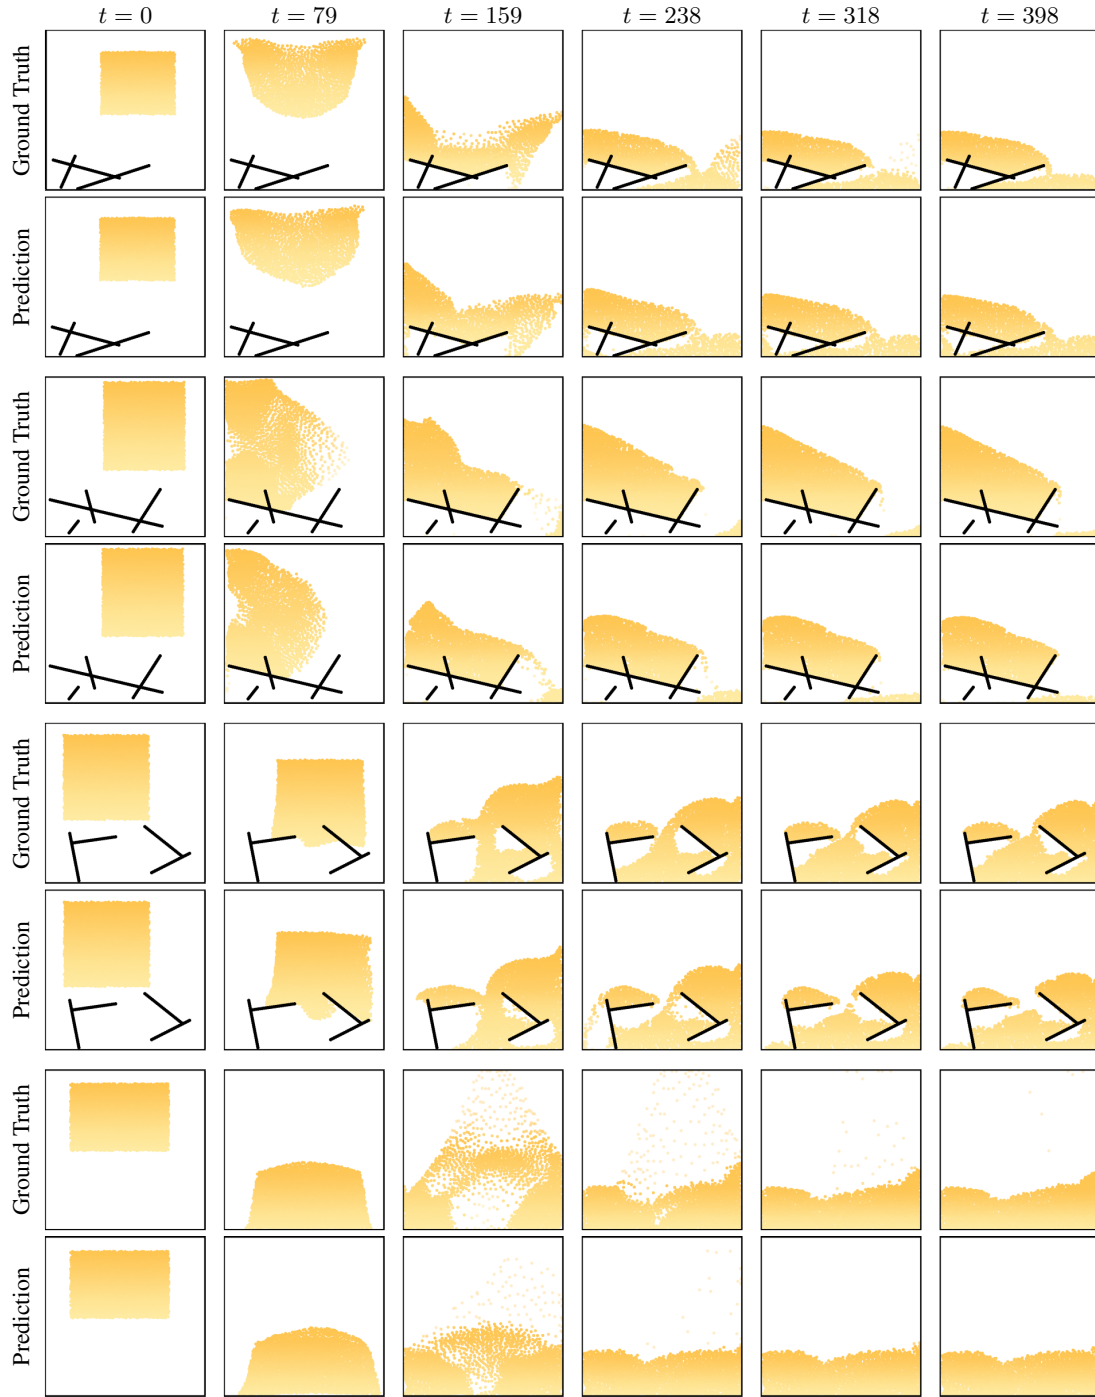 t = 0 t = 79 t = 159 t = 238 t = 318 t = 398
Ground Truth
Prediction
Ground Truth
Prediction
Ground Truth
Prediction
Ground Truth
Prediction